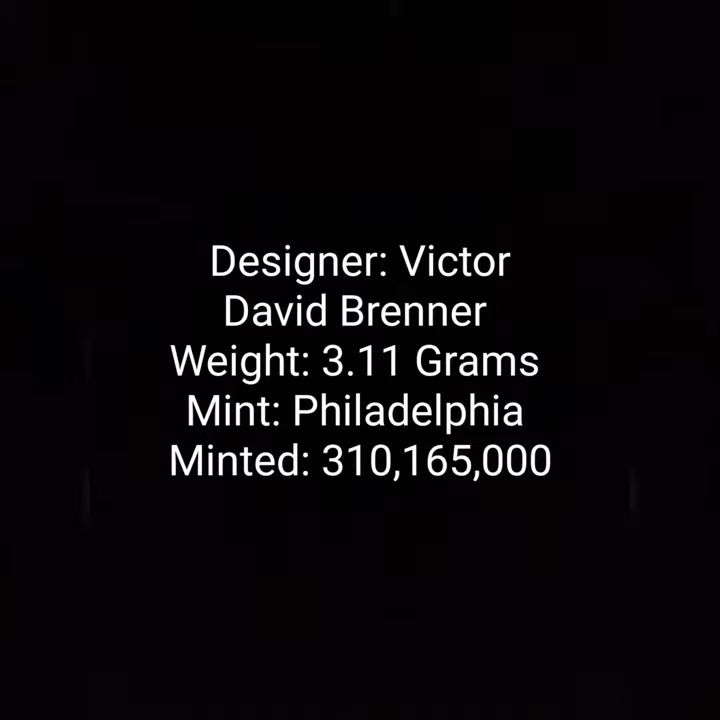 Designer: Victor
David Brenner
Weight: 3.11 Grams
Mint: Philadelphia
Minted: 310,165,000